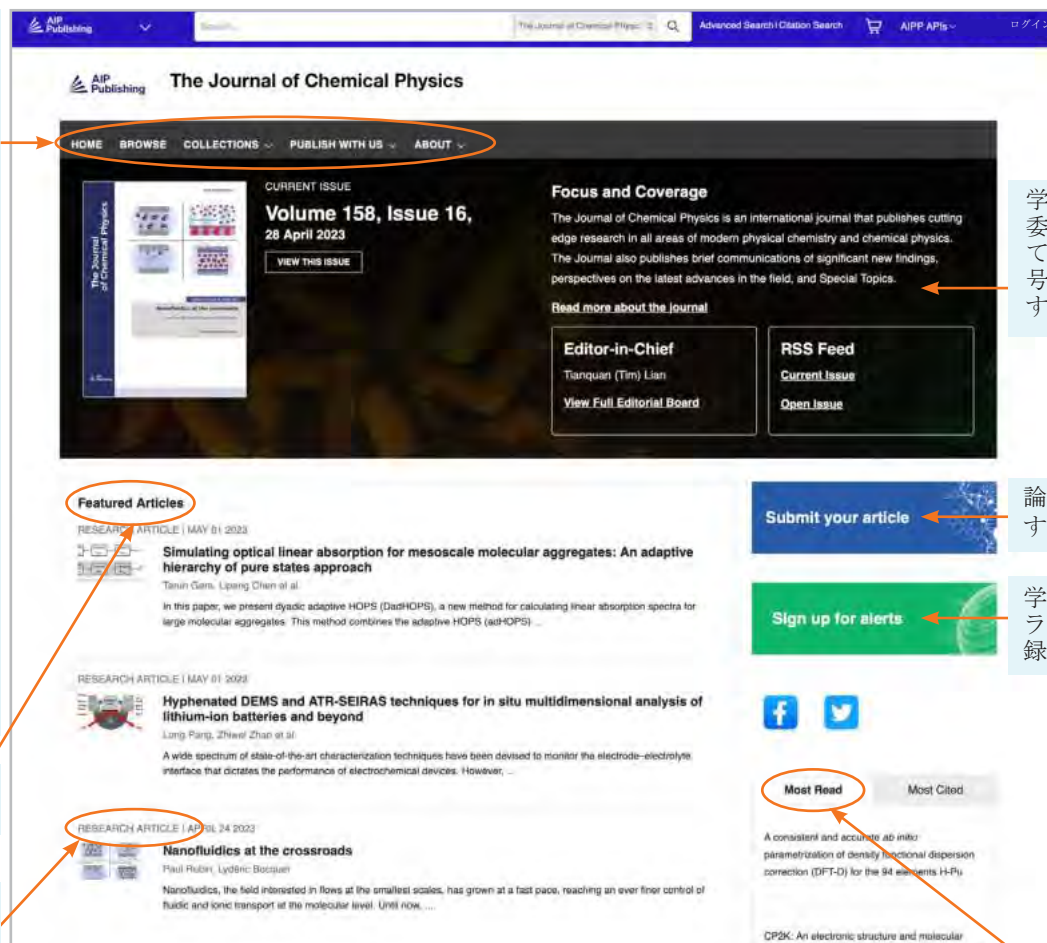 AIP
Publishing
Search...
The Journal of Chemical Physic
Advanced Search | Citation Search
AIPP APIs
ログイン
AIP
Publishing
The Journal of Chemical Physics
HOME BROWSE COLLECTIONS PUBLISH WITH US ABOUT
The Journal
of Chemical Physics
Nanofluidics at the crossroads
CURRENT ISSUE
Volume 158, Issue 16,
28 April 2023
VIEW THIS ISSUE
Focus and Coverage
The Journal of Chemical Physics is an international journal that publishes cutting
edge research in all areas of modern physical chemistry and chemical physics.
The Journal also publishes brief communications of significant new findings,
perspectives on the latest advances in the field, and Special Topics.
Read more about the journal
Editor-in-Chief
Tianquan (Tim) Lian
View Full Editorial Board
RSS Feed
Current Issue
Open Issue
学
委
て
号
す
Featured Articles
RESEARCH ARTICLE | MAY 01 2023
Simulating optical linear absorption for mesoscale molecular aggregates: An adaptive
hierarchy of pure states approach
Tarun Gera, Lipeng Chen et al.
In this paper, we present dyadic adaptive HOPS (DadHOPS), a new method for calculating linear absorption spectra for
large molecular aggregates. This method combines the adaptive HOPS (adHOPS) ...
RESEARCH ARTICLE | MAY 01 2023
Hyphenated DEMS and ATR-SEIRAS techniques for in situ multidimensional analysis of
lithium-ion batteries and beyond
Long Pang, Zhiwei Zhao et al.
A wide spectrum of state-of-the-art characterization techniques have been devised to monitor the electrode–electrolyte
interface that dictates the performance of electrochemical devices. However, ...
RESEARCH ARTICLE | APRIL 24 2023
Nanofluidics at the crossroads
Paul Robin, Lydéric Bocquet
Nanofluidics, the field interested in flows at the smallest scales, has grown at a fast pace, reaching an ever finer control of
fluidic and ionic transport at the molecular level. Until now, ...
Submit your article
論
す
Sign up for alerts
学
ラ
録
Most Read Most Cited
A consistent and accurate ab initio
parametrization of density functional dispersion
correction (DFT-D) for the 94 elements H-Pu
CP2K: An electronic structure and molecular